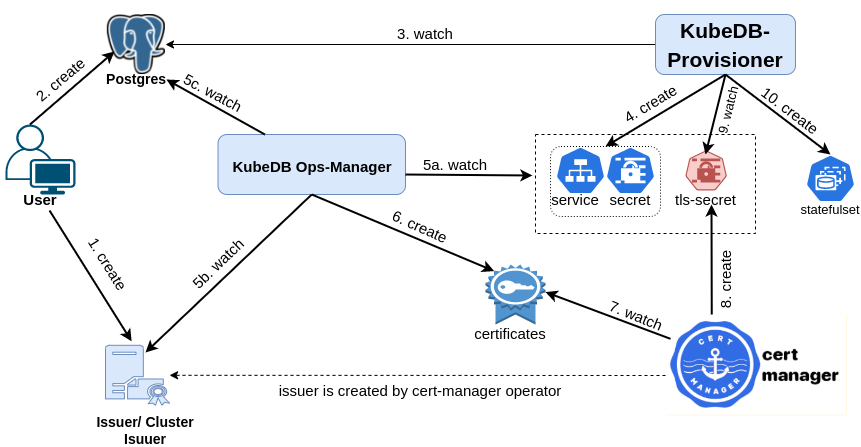 3. watch
KubeDB-
Provisioner
2. create
Postgres
5c. watch
4. create
9. watch
10. create
KubeDB Ops-Manager
5a. watch
service
secret
tls-secret
statefulset
User
1. create
5b. watch
6. create
8. create
7. watch
certificates
CERT
MANAGER
cert
manager
issuer is created by cert-manager operator
Issuer/ Cluster
Isuuer